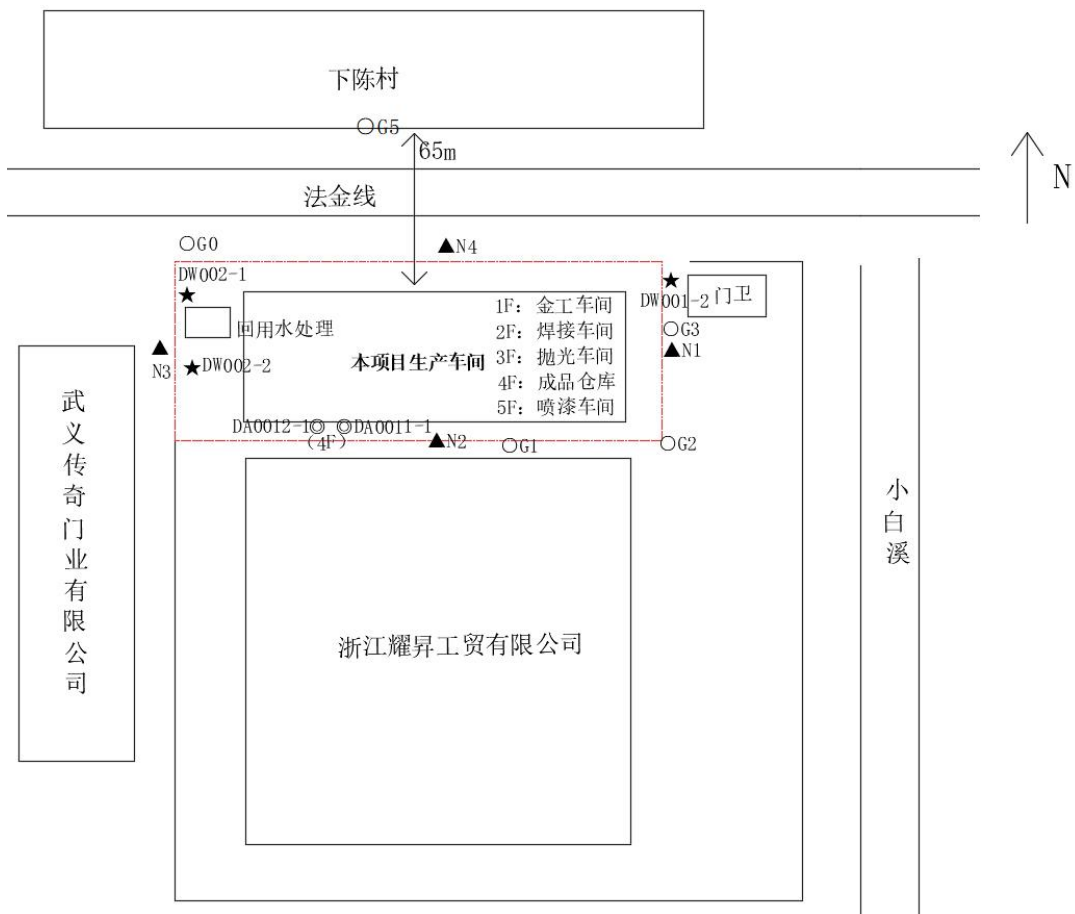 下陈村
○G5
65m
N
法金线
○G0
▲N4
DW002-1
★
★
DW001-2
门卫
1F：金工车间
2F：焊接车间
3F：抛光车间
4F：成品仓库
5F：喷漆车间
回用水处理
本项目生产车间
○G3
▲N1
▲
N3
★DW002-2
DA0012-1◎
◎DA0011-1
(4F)
▲N2
○G1
○G2
武义传奇门业有限公司
小白溪
浙江耀昇工贸有限公司